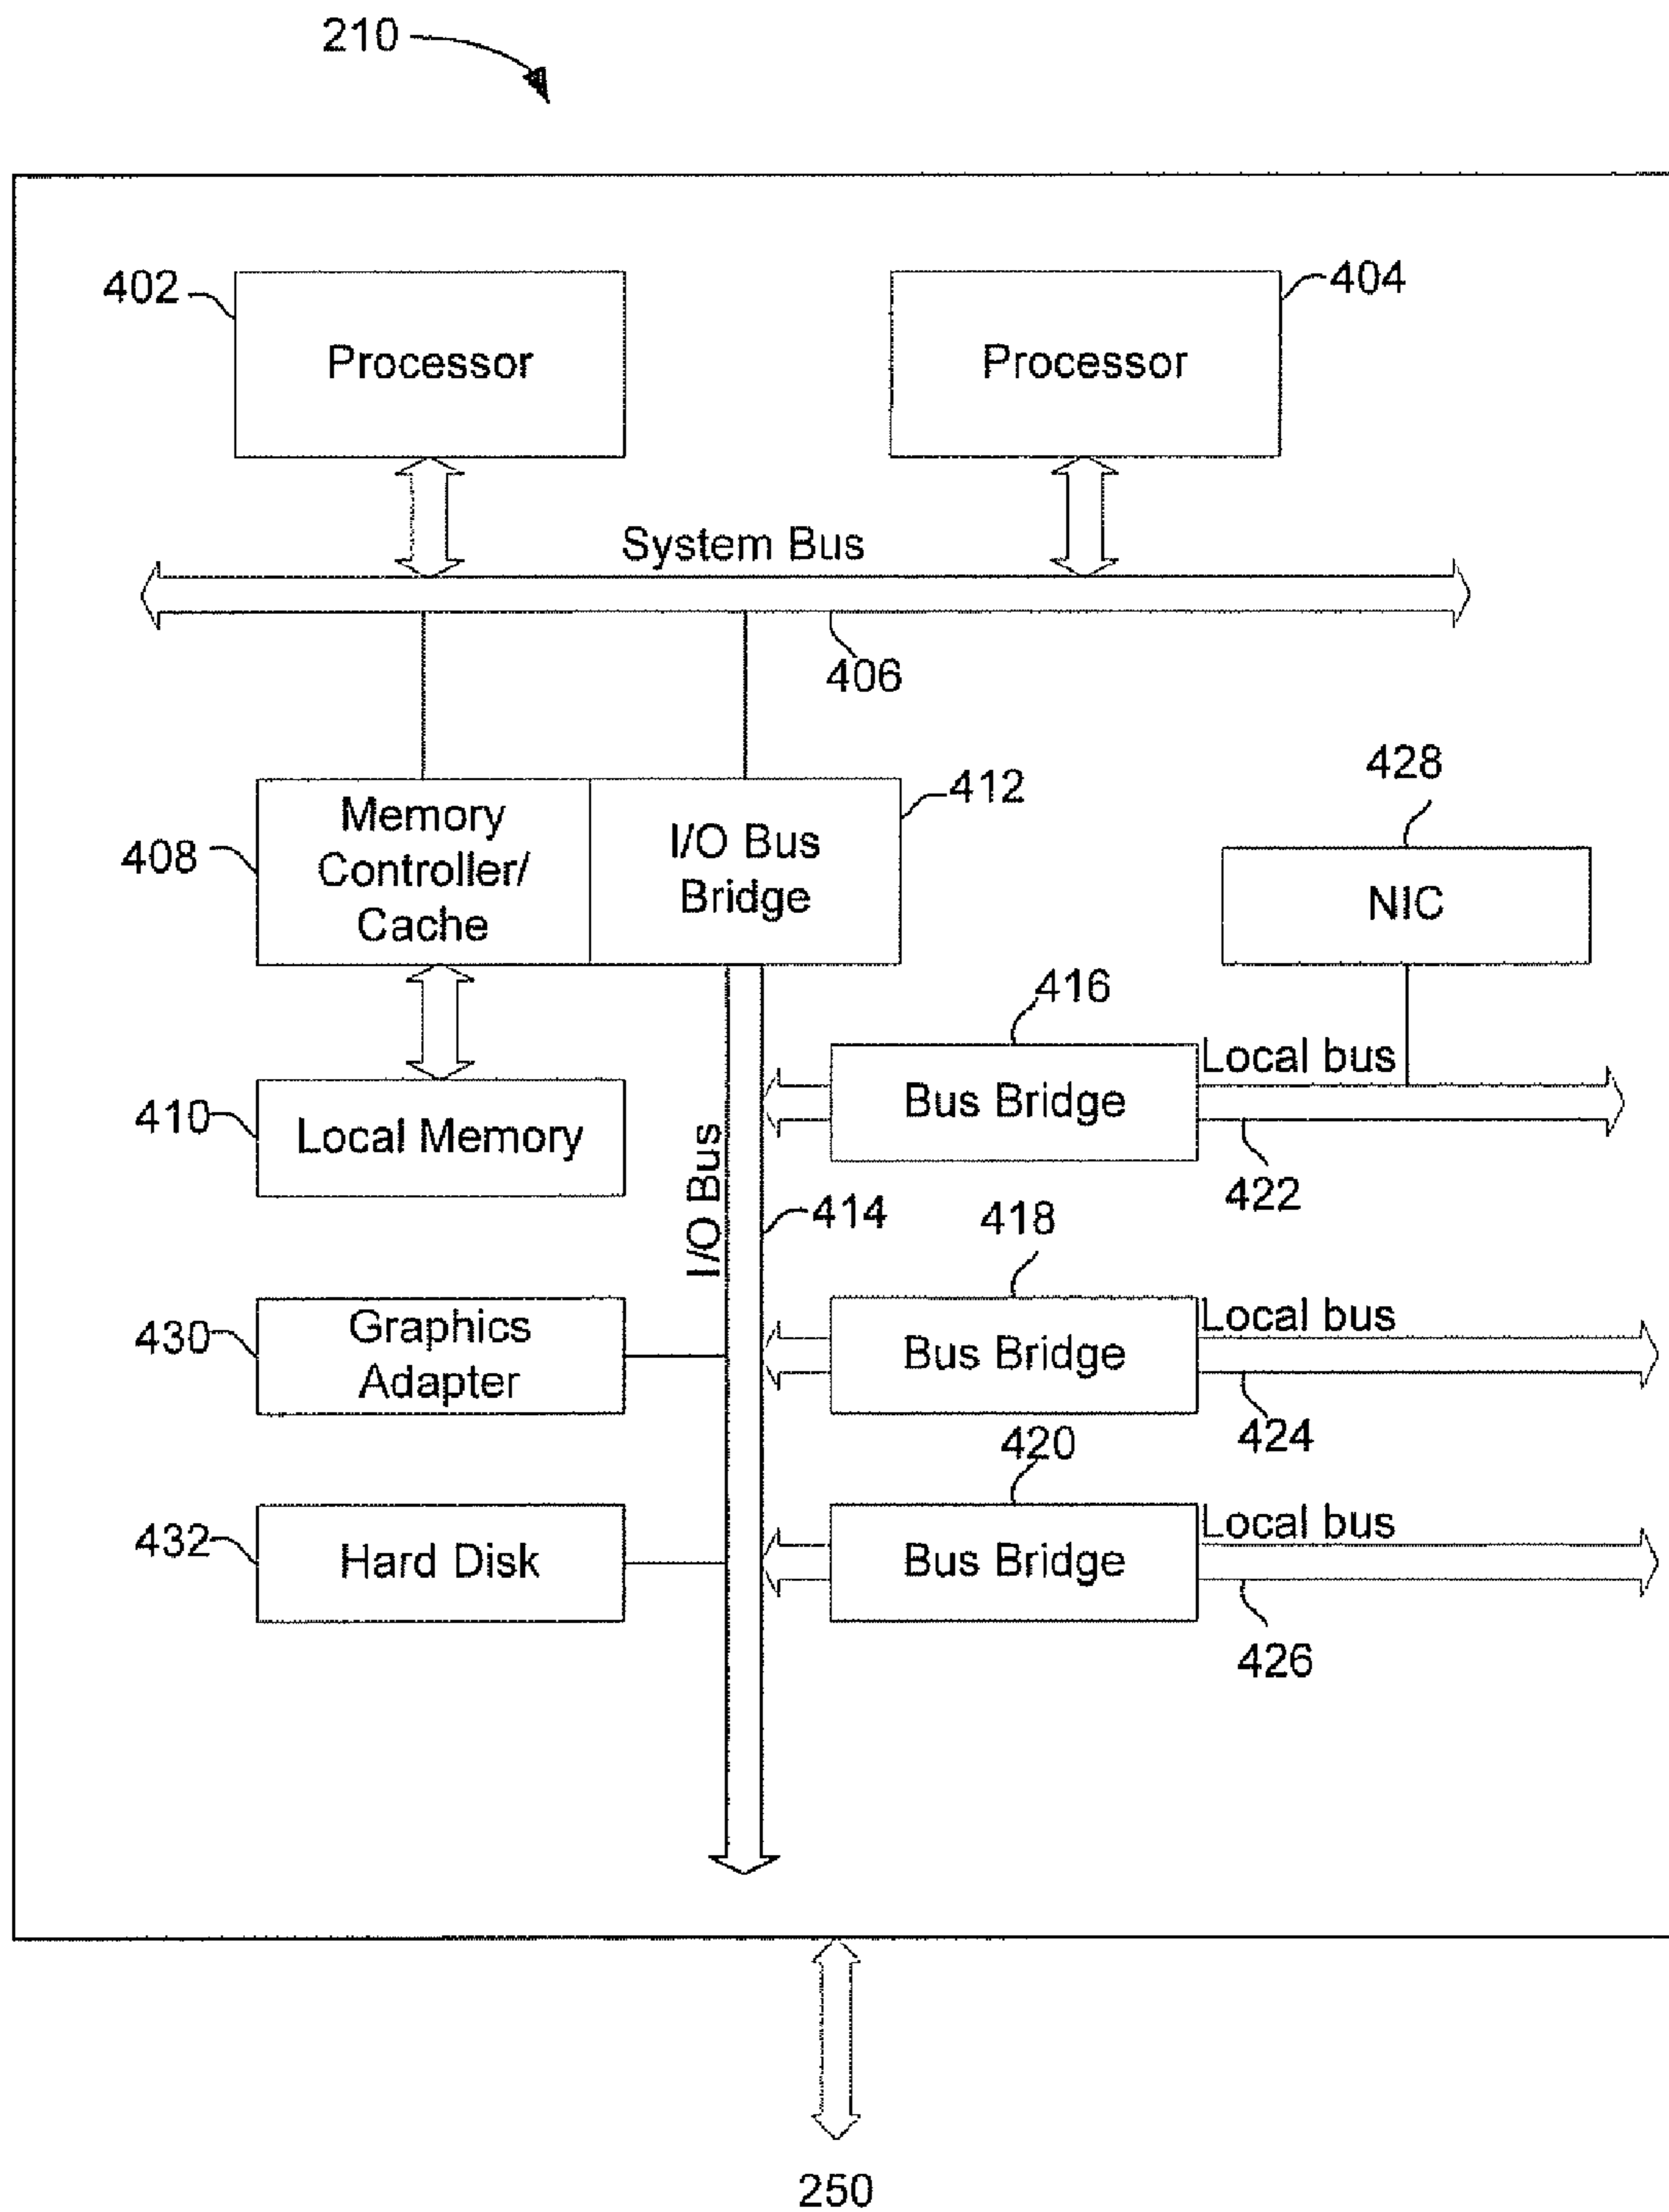 210
402
404
Processor
Processor
System Bus
406
428
412
Memory
Controller/
Cache
I/O Bus
Bridge
408
NIC
416
Local bus
Bus Bridge
410
Local Memory
422
I/O Bus
414
418
Local bus
430
Graphics
Adapter
Bus Bridge
424
420
Local bus
432
Hard Disk
Bus Bridge
426
250